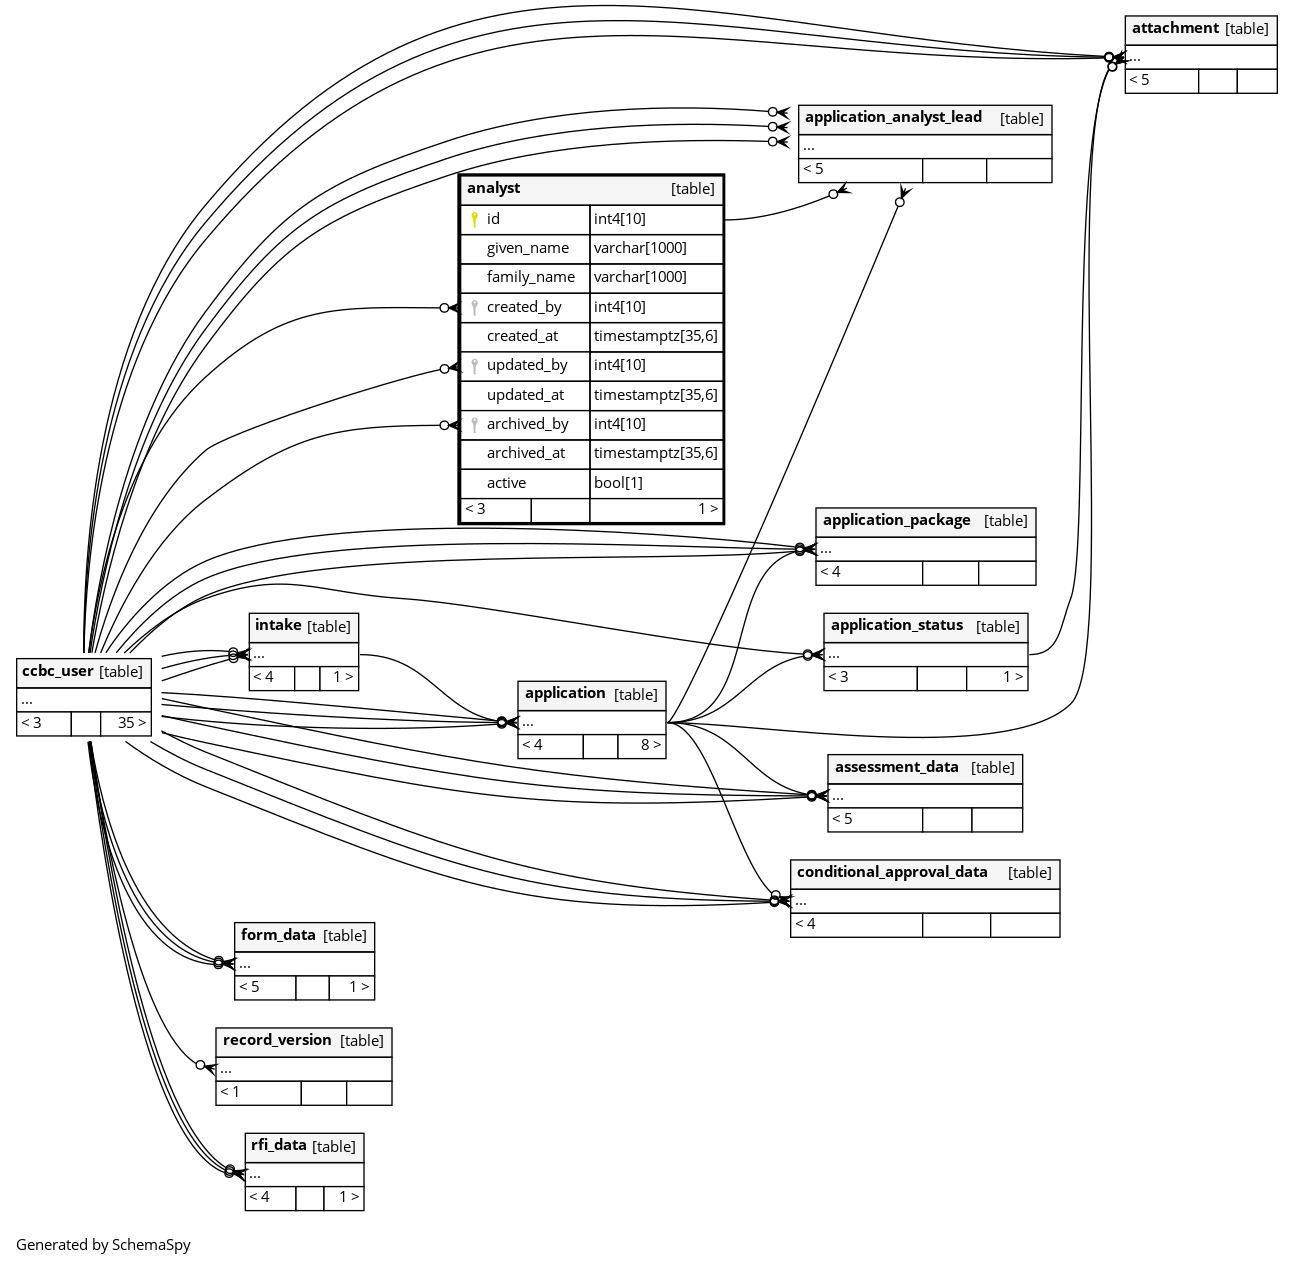 attachment [table]
...
< 5
application_analyst_lead [table]
...
< 5
analyst [table]
id int4[10]
given_name varchar[1000]
family_name varchar[1000]
created_by int4[10]
created_at timestamptz[35,6]
updated_by int4[10]
updated_at timestamptz[35,6]
archived_by int4[10]
archived_at timestamptz[35,6]
active bool[1]
< 3 1 >
application_package [table]
...
< 4
intake [table]
...
< 4 1 >
application_status [table]
...
< 3 1 >
ccbc_user [table]
...
< 3 35 >
application [table]
...
< 4 8 >
assessment_data [table]
...
< 5
conditional_approval_data [table]
...
< 4
form_data [table]
...
< 5 1 >
record_version [table]
...
< 1
rfi_data [table]
...
< 4 1 >
Generated by SchemaSpy